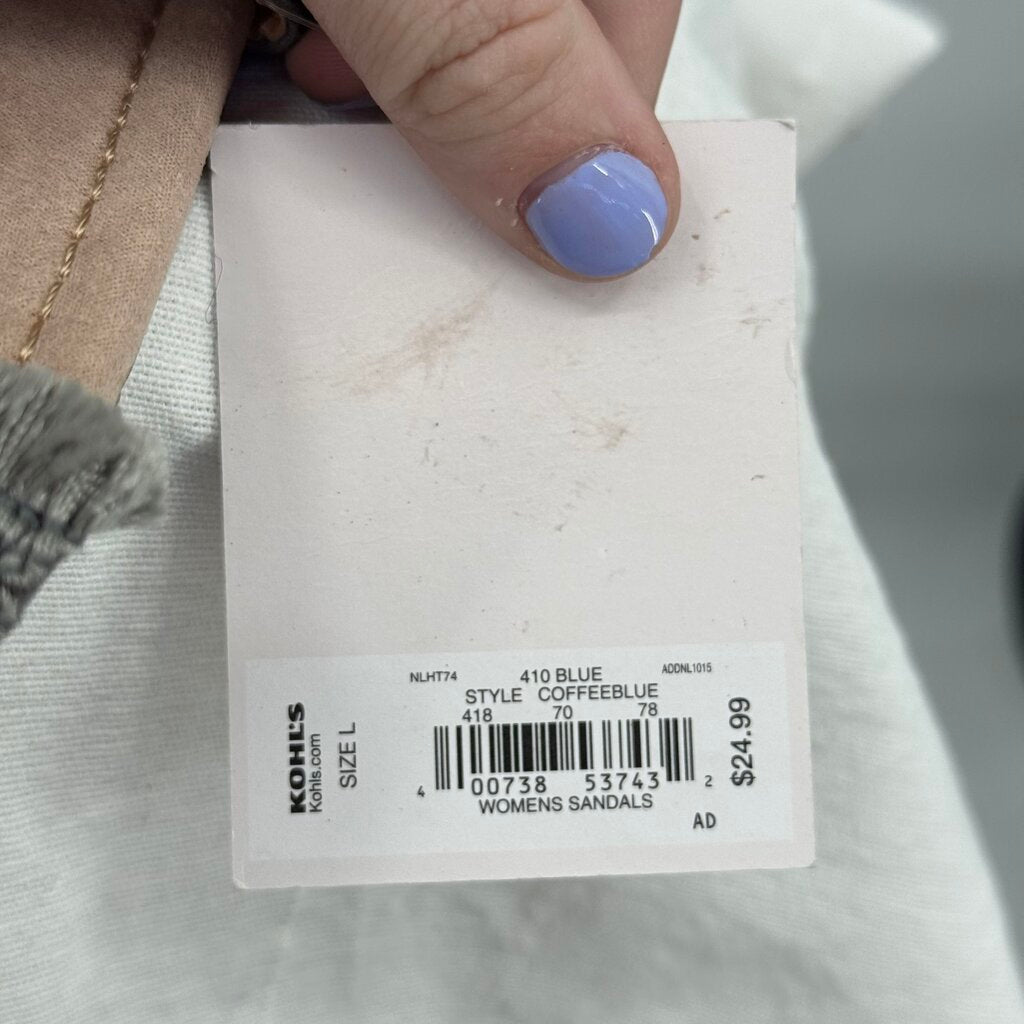 NLHT74 410 BLUE ADDNL1015
STYLE COFFEEBLUE
418 70 78
KOHL'S
Kohls.com
SIZE L
4 00738 53743 2
$24.99
WOMENS SANDALS
AD